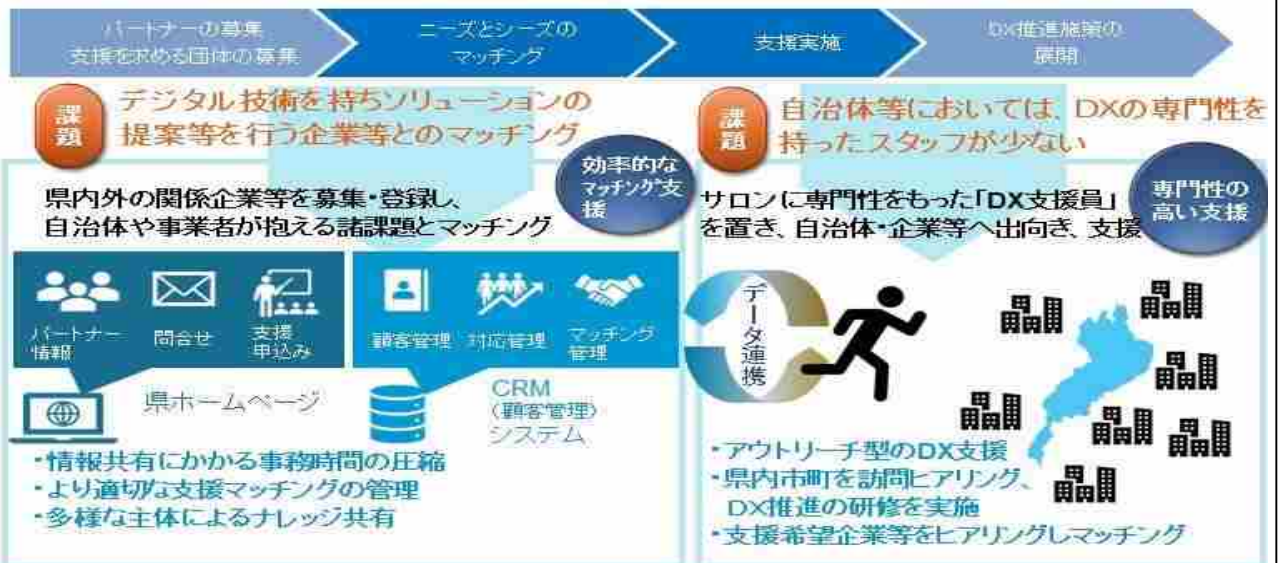 パートナーの募集
支援を求める団体の募集
ニーズとシーズの
マッチング
支援実施
DX推進施策の
展開
課題
デジタル技術を持ちソリューションの
提案等を行う企業等とのマッチング
効率的な
マッチング支
援
県内外の関係企業等を募集・登録し、
自治体や事業者が抱える諸課題とマッチング
パートナー
情報
問合せ
支援
申込み
顧客管理
対応管理
マッチング
管理
県ホームページ
CRM
(顧客管理)
システム
・情報共有にかかる事務時間の圧縮
・より適切な支援マッチングの管理
・多様な主体によるナレッジ共有
課題
自治体等においては、DXの専門性を
持ったスタッフが少ない
専門性の
高い支援
サロンに専門性をもった「DX支援員」
を置き、自治体・企業等へ出向き、支援
データ連携
・アウトリーチ型のDX支援
・県内市町を訪問ヒアリング、
DX推進の研修を実施
・支援希望企業等をヒアリングしマッチング